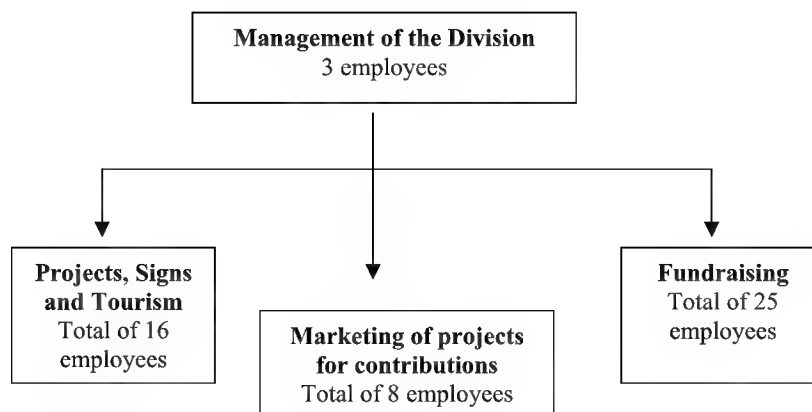 Management of the Division
3 employees
Projects, Signs
and Tourism
Total of 16
employees
Marketing of projects
for contributions
Total of 8 employees
Fundraising
Total of 25
employees